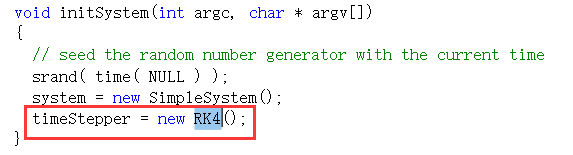 void initSystem(int argc, char * argv[])
{
// seed the random number generator with the current time
srand( time( NULL ) );
system = new SimpleSystem();
timeStepper = new RK4();
}